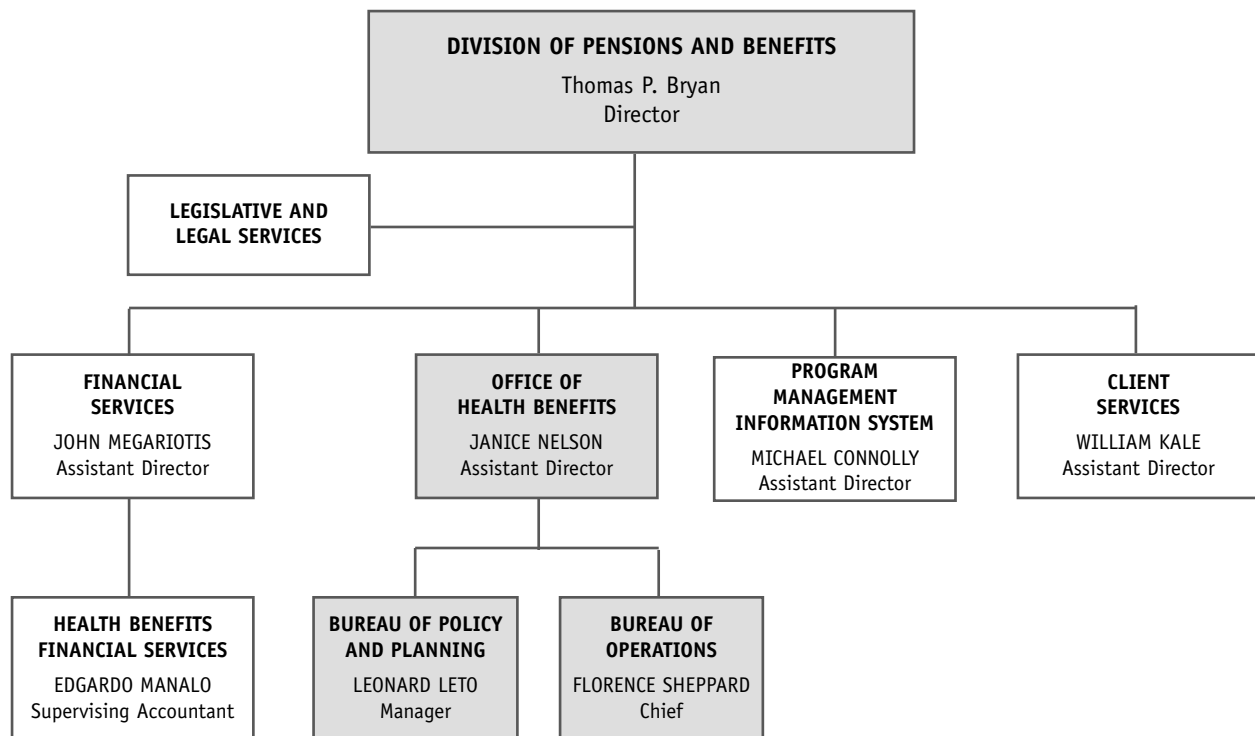 DIVISION OF PENSIONS AND BENEFITS
Thomas P. Bryan
Director
LEGISLATIVE AND
LEGAL SERVICES
FINANCIAL
SERVICES
JOHN MEGARIOTIS
Assistant Director
OFFICE OF
HEALTH BENEFITS
JANICE NELSON
Assistant Director
PROGRAM
MANAGEMENT
INFORMATION SYSTEM
MICHAEL CONNOLLY
Assistant Director
CLIENT
SERVICES
WILLIAM KALE
Assistant Director
HEALTH BENEFITS
FINANCIAL SERVICES
EDGARDO MANALO
Supervising Accountant
BUREAU OF POLICY
AND PLANNING
LEONARD LETO
Manager
BUREAU OF
OPERATIONS
FLORENCE SHEPPARD
Chief